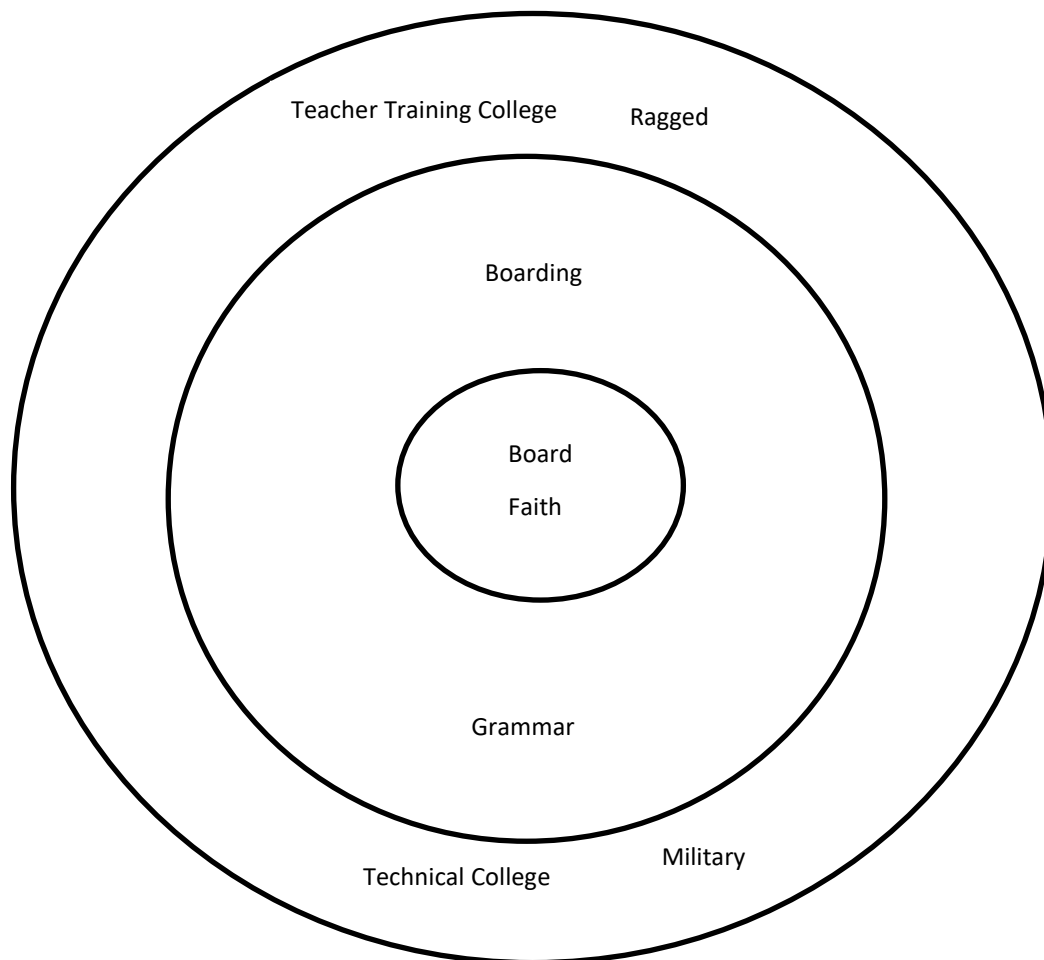 Teacher Training College
Ragged
Boarding
Board
Faith
Grammar
Military
Technical College